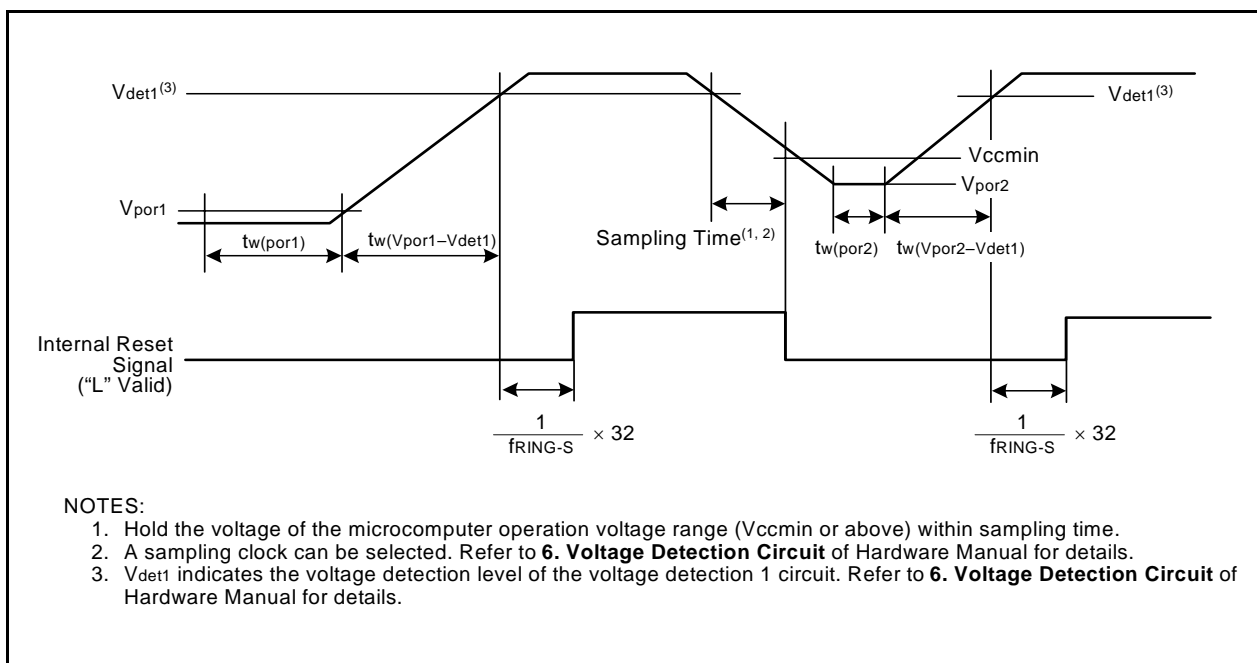 Vdet1(3)
Vdet1(3)
Vccmin
Vpor2
Vpor1
tw(por1)
tw(Vpor1–Vdet1)
Sampling Time(1, 2)
tw(por2)
tw(Vpor2–Vdet1)
Internal Reset
Signal
(“L” Valid)
1
fRING-S
× 32
1
fRING-S
× 32
NOTES:
1. Hold the voltage of the microcomputer operation voltage range (Vccmin or above) within sampling time.
2. A sampling clock can be selected. Refer to 6. Voltage Detection Circuit of Hardware Manual for details.
3. Vdet1 indicates the voltage detection level of the voltage detection 1 circuit. Refer to 6. Voltage Detection Circuit of
Hardware Manual for details.